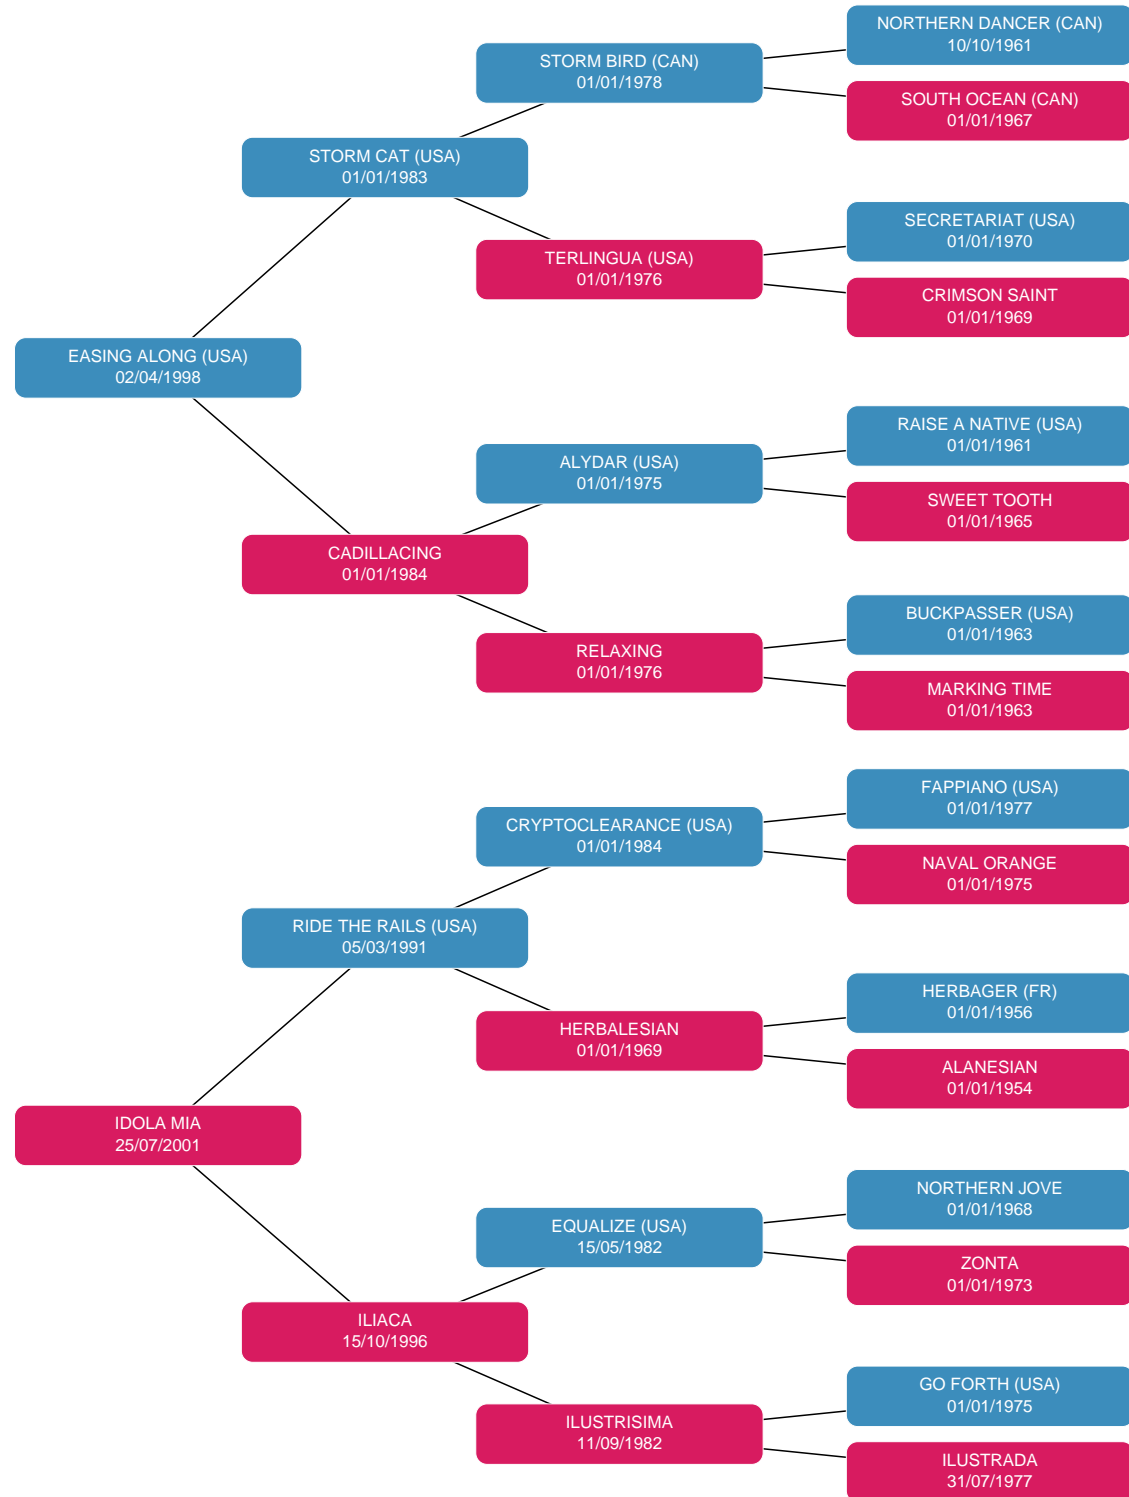 NORTHERN DANCER (CAN)
10/10/1961
STORM BIRD (CAN)
01/01/1978
SOUTH OCEAN (CAN)
01/01/1967
STORM CAT (USA)
01/01/1983
SECRETARIAT (USA)
01/01/1970
TERLINGUA (USA)
01/01/1976
CRIMSON SAINT
01/01/1969
EASING ALONG (USA)
02/04/1998
RAISE A NATIVE (USA)
01/01/1961
ALYDAR (USA)
01/01/1975
SWEET TOOTH
01/01/1965
CADILLACING
01/01/1984
BUCKPASSER (USA)
01/01/1963
RELAXING
01/01/1976
MARKING TIME
01/01/1963
FAPPIANO (USA)
01/01/1977
CRYPTOCLEARANCE (USA)
01/01/1984
NAVAL ORANGE
01/01/1975
RIDE THE RAILS (USA)
05/03/1991
HERBAGER (FR)
01/01/1956
HERBALESIAN
01/01/1969
ALANESIAN
01/01/1954
IDOLA MIA
25/07/2001
NORTHERN JOVE
01/01/1968
EQUALIZE (USA)
15/05/1982
ZONTA
01/01/1973
ILIACA
15/10/1996
GO FORTH (USA)
01/01/1975
ILUSTRISIMA
11/09/1982
ILUSTRADA
31/07/1977